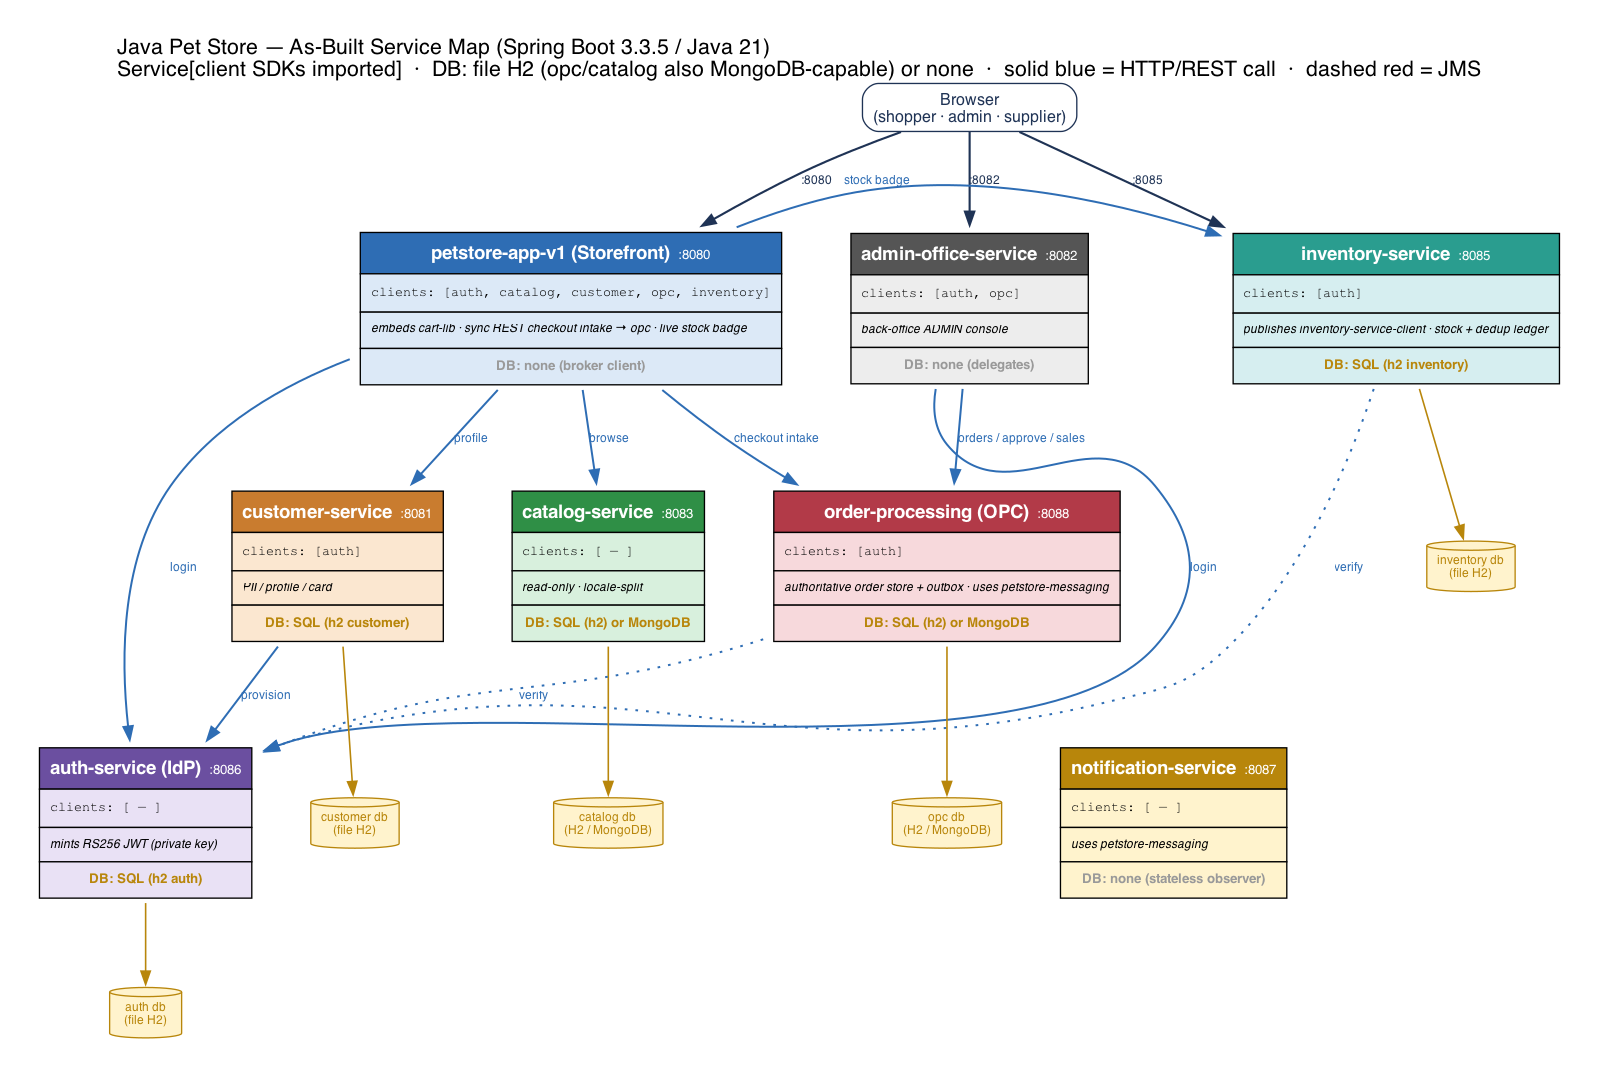 Java Pet Store — As-Built Service Map (Spring Boot 3.3.5 / Java 21)
Service[client SDKs imported]  ·  DB: file H2 (opc/catalog also MongoDB-capable) or none  ·  solid blue = HTTP/REST call  ·  dashed red = JMS
Browser
(shopper · admin · supplier)
:8080
stock badge
:8082
:8085
petstore-app-v1 (Storefront) :8080
clients: [auth, catalog, customer, opc, inventory]
embeds cart-lib · sync REST checkout intake → opc · live stock badge
DB: none (broker client)
admin-office-service :8082
clients: [auth, opc]
back-office ADMIN console
DB: none (delegates)
inventory-service :8085
clients: [auth]
publishes inventory-service-client · stock + dedup ledger
DB: SQL (h2 inventory)
profile
browse
checkout intake
orders / approve / sales
customer-service :8081
clients: [auth]
PII / profile / card
DB: SQL (h2 customer)
catalog-service :8083
clients: [ — ]
read-only · locale-split
DB: SQL (h2) or MongoDB
order-processing (OPC) :8088
clients: [auth]
authoritative order store + outbox · uses petstore-messaging
DB: SQL (h2) or MongoDB
login
login
verify
inventory db
(file H2)
provision
verify
auth-service (IdP) :8086
clients: [ — ]
mints RS256 JWT (private key)
DB: SQL (h2 auth)
customer db
(file H2)
catalog db
(H2 / MongoDB)
opc db
(H2 / MongoDB)
notification-service :8087
clients: [ — ]
uses petstore-messaging
DB: none (stateless observer)
auth db
(file H2)